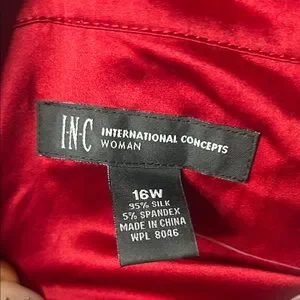 I·N·C INTERNATIONAL CONCEPTS
WOMAN
16W
95% SILK
5% SPANDEX
MADE IN CHINA
WPL 8046